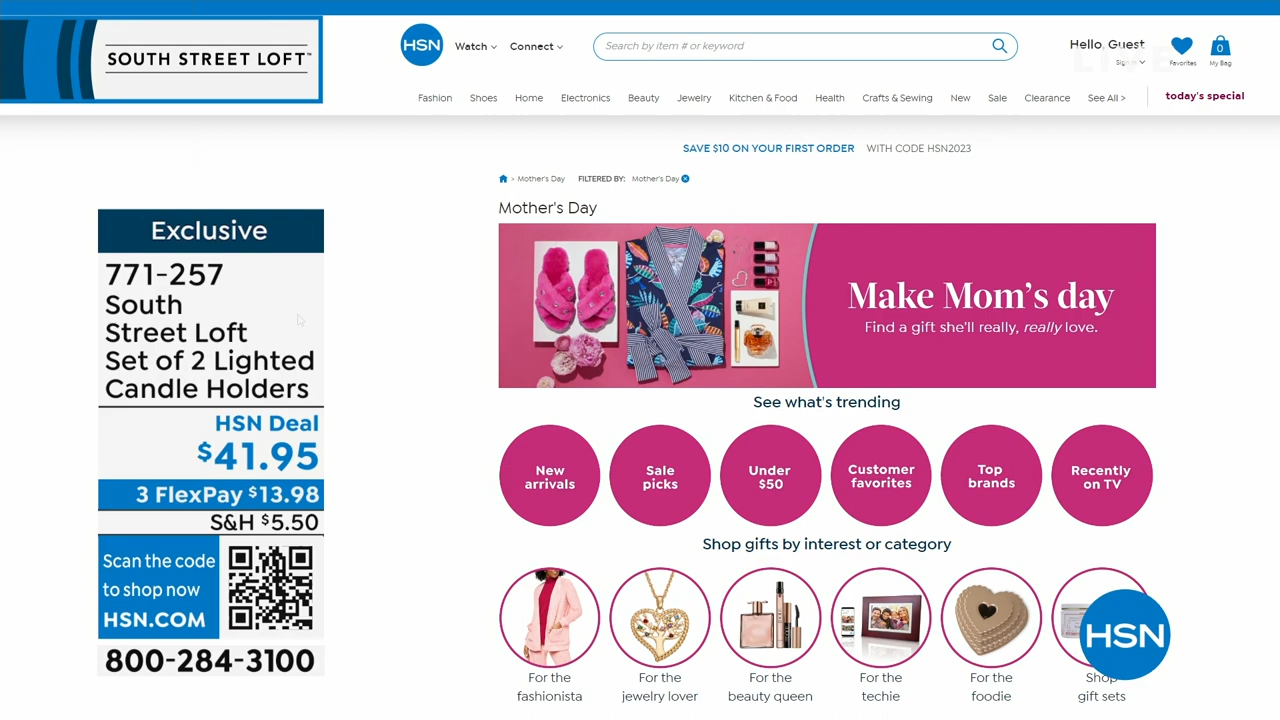 SOUTH STREET LOFT™
HSN
Watch
Connect
Search by item # or keyword
Hello, Guest
Sign In
Favorites
0
My Bag
LIVE
Fashion
Shoes
Home
Electronics
Beauty
Jewelry
Kitchen & Food
Health
Crafts & Sewing
New
Sale
Clearance
See All >
today's special
SAVE $10 ON YOUR FIRST ORDER WITH CODE HSN2023
> Mother's Day FILTERED BY: Mother's Day
Mother's Day
Make Mom's day
Find a gift she'll really, really love.
See what's trending
New
arrivals
Sale
picks
Under
$50
Customer
favorites
Top
brands
Recently
on TV
Shop gifts by interest or category
For the
fashionista
For the
jewelry lover
For the
beauty queen
For the
techie
For the
foodie
Shop
gift sets
HSN
Exclusive
771-257
South
Street Loft
Set of 2 Lighted
Candle Holders
HSN Deal
$41.95
3 FlexPay $13.98
S&H $5.50
Scan the code
to shop now
HSN.COM
800-284-3100